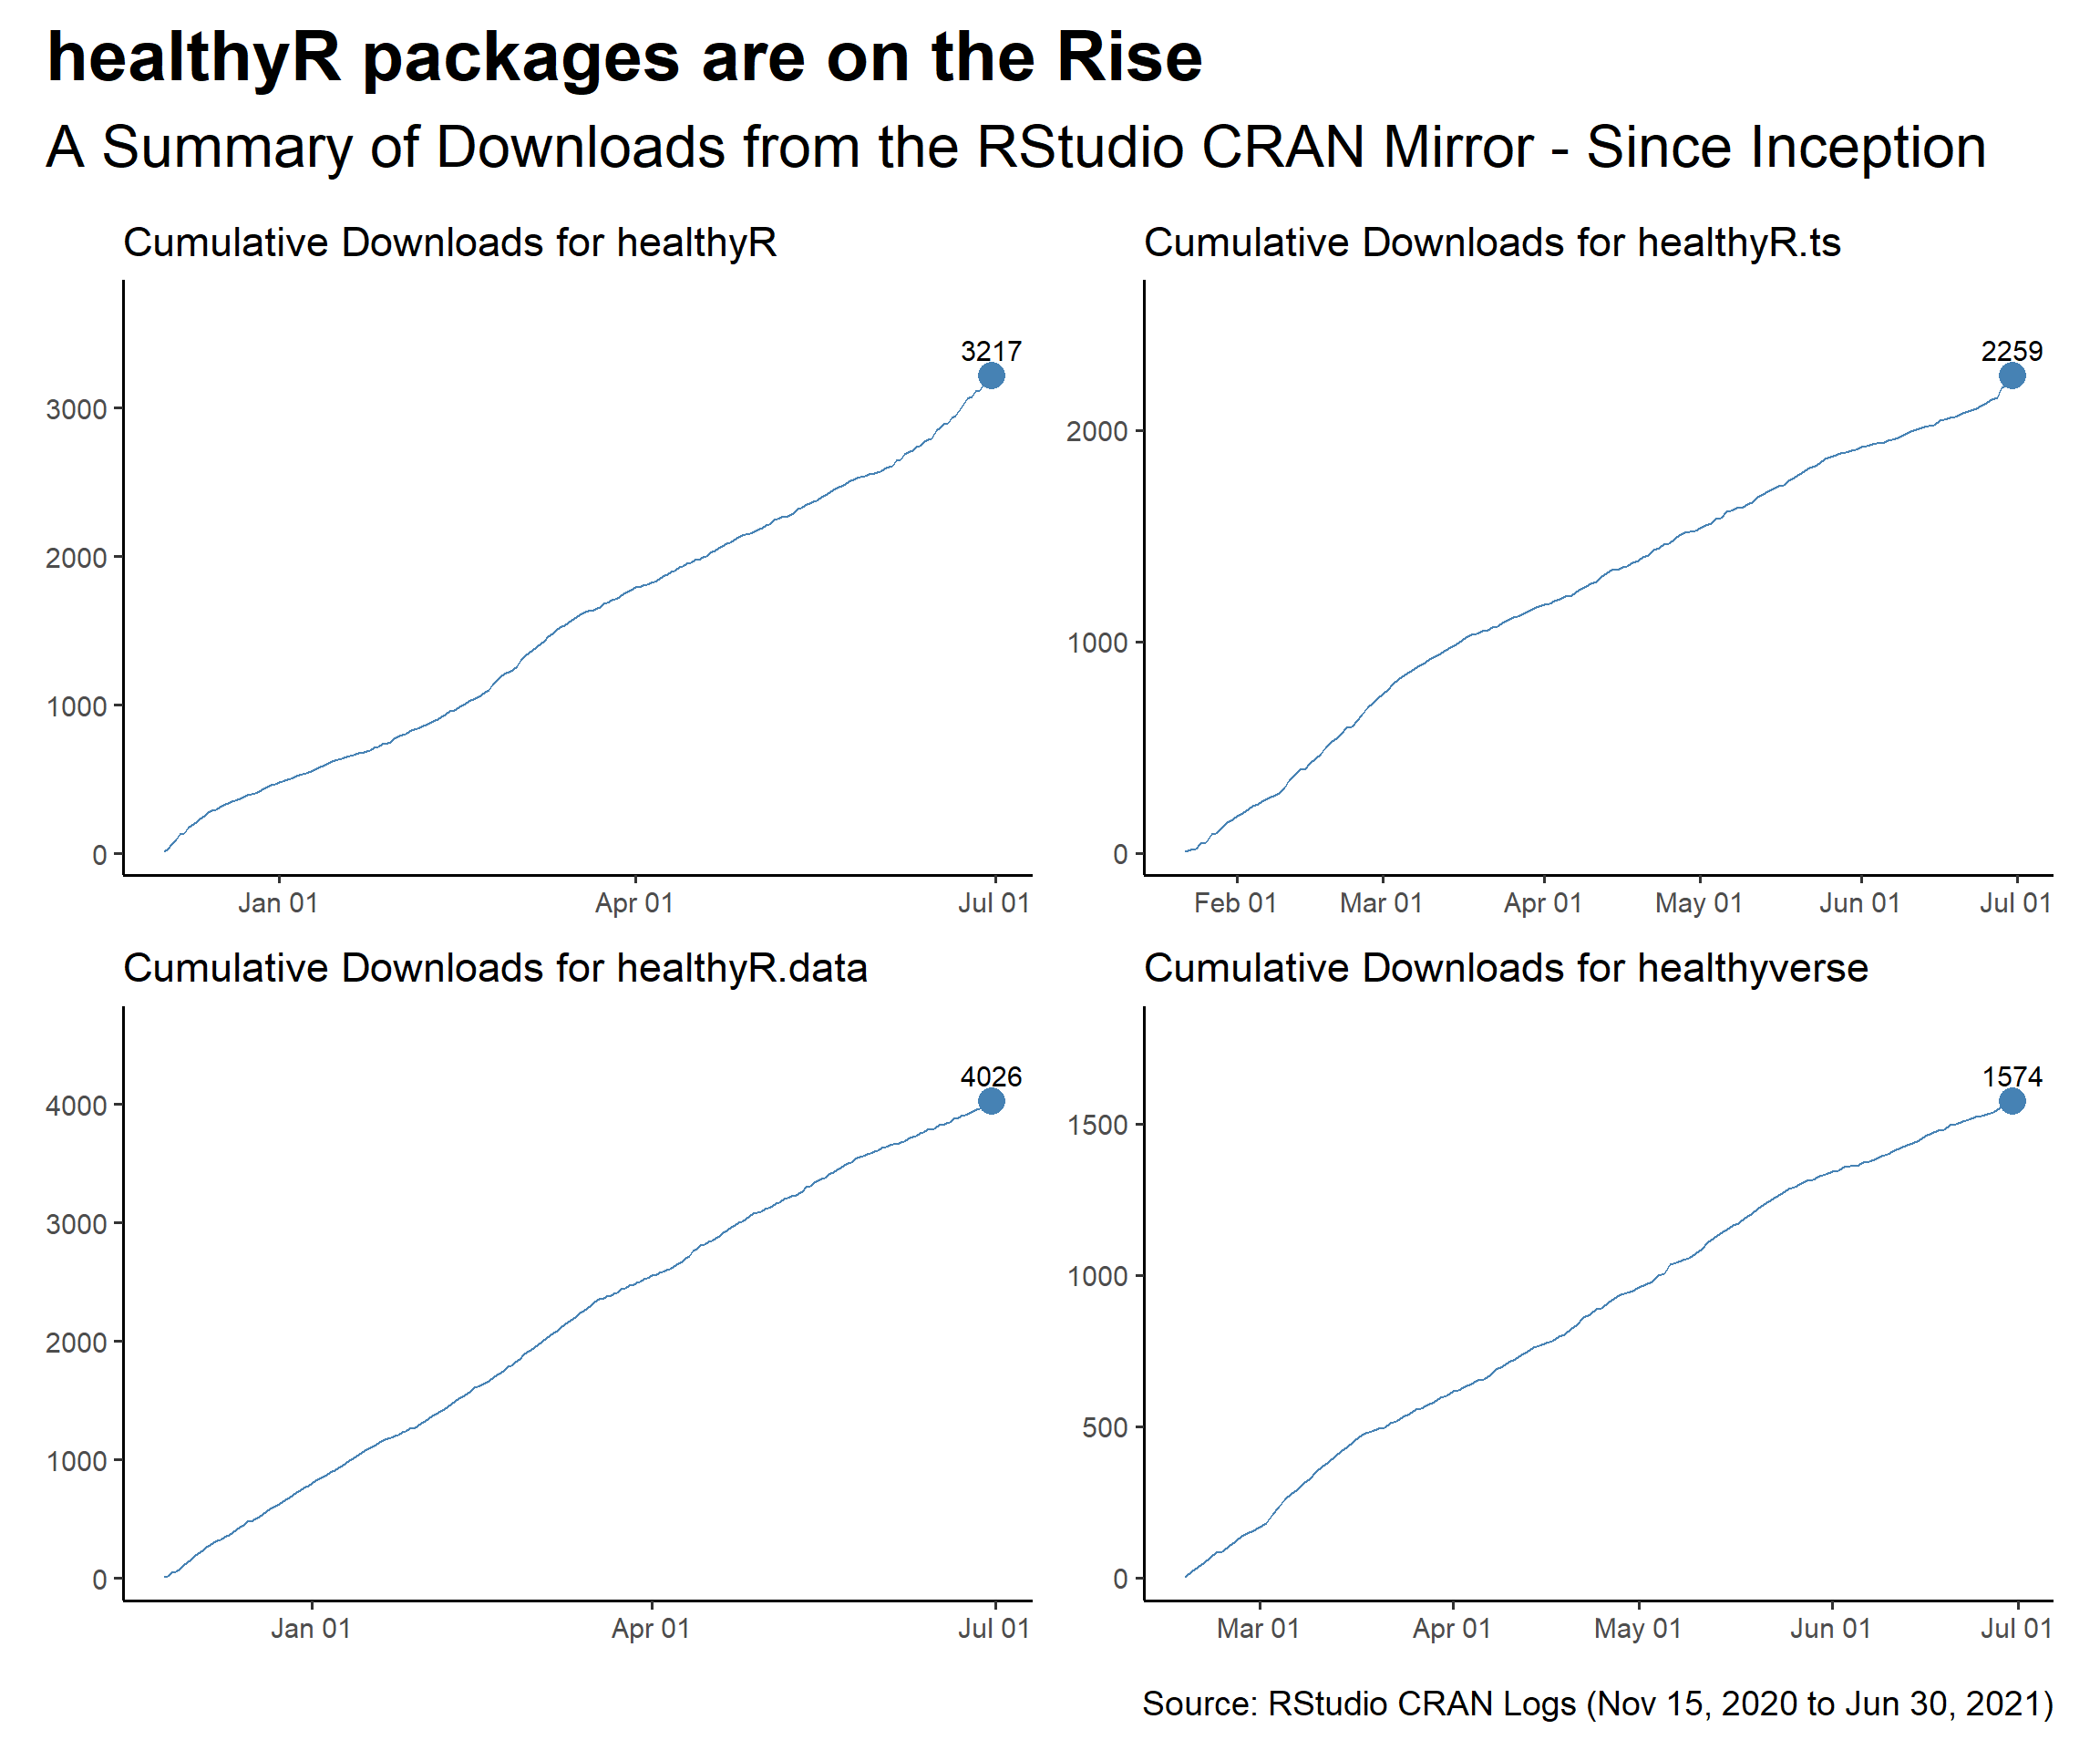 healthyR packages are on the Rise
A Summary of Downloads from the RStudio CRAN Mirror - Since Inception
Cumulative Downloads for healthyR
3217
3000
2000
1000
0
Jan 01
Apr 01
Jul 01
Cumulative Downloads for healthyR.ts
2259
2000
1000
0
Feb 01
Mar 01
Apr 01
May 01
Jun 01
Jul 01
Cumulative Downloads for healthyR.data
4026
4000
3000
2000
1000
0
Jan 01
Apr 01
Jul 01
Cumulative Downloads for healthyverse
1574
1500
1000
500
0
Mar 01
Apr 01
May 01
Jun 01
Jul 01
Source: RStudio CRAN Logs (Nov 15, 2020 to Jun 30, 2021)